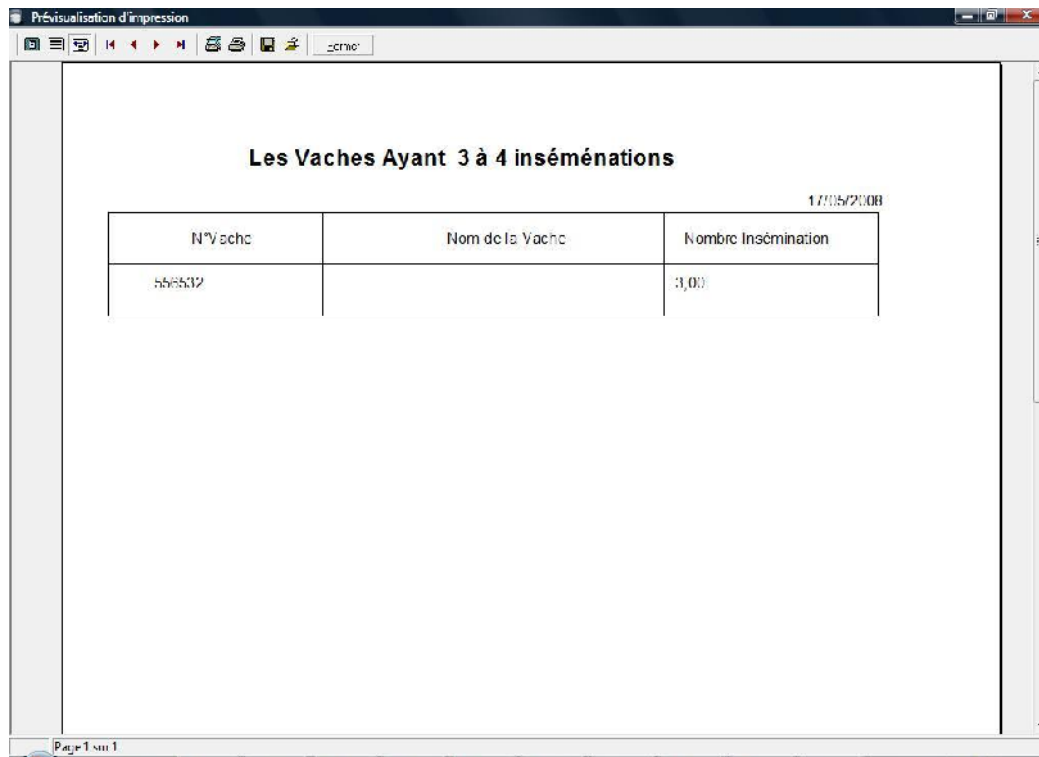 Prévisualisation d'impression
Fermer
Les Vaches Ayant 3 à 4 inséménations
17/05/2008
N°Vache Nom de la Vache Nombre Insémination
556532 3,00
Page 1 sur 1